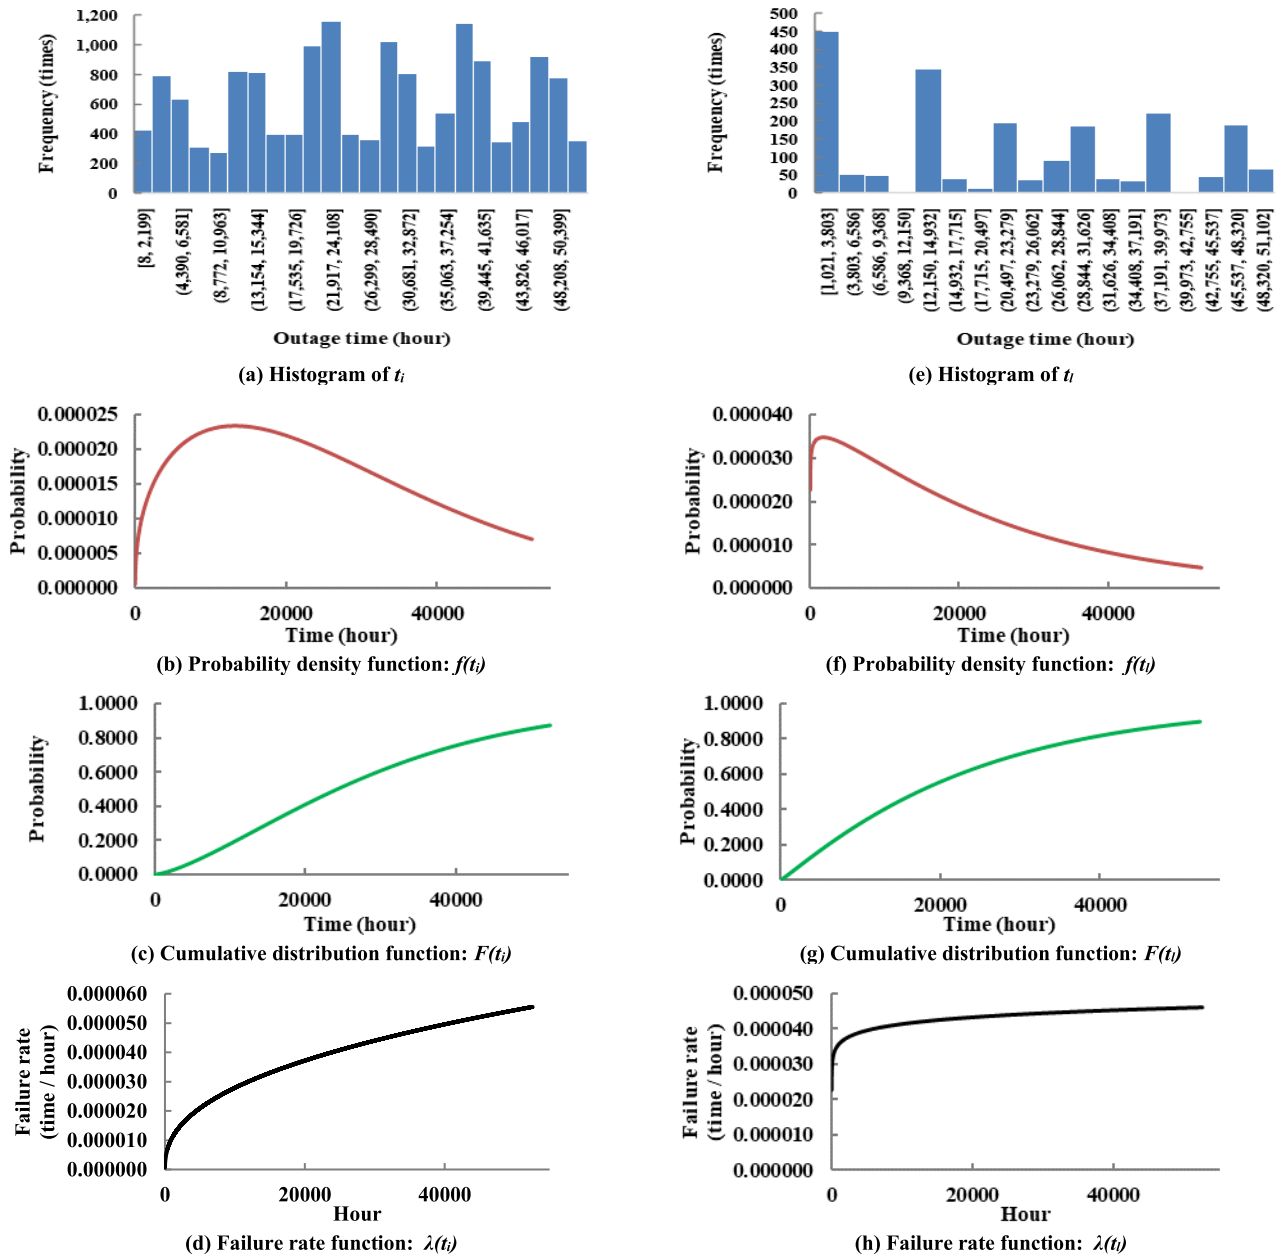 1,200
1,000
800
600
400
200
0
Frequency (times)
[8, 2,199]
(4,390, 6,581]
(8,772, 10,963]
(13,154, 15,344]
(17,535, 19,726]
(21,917, 24,108]
(26,299, 28,490]
(30,681, 32,872]
(35,063, 37,254]
(39,445, 41,635]
(43,826, 46,017]
(48,208, 50,399]
Outage time (hour)
(a) Histogram of ti
500
450
400
350
300
250
200
150
100
50
0
Frequency (times)
[1,021, 3,803]
(3,803, 6,586]
(6,586, 9,368]
(9,368, 12,150]
(12,150, 14,932]
(14,932, 17,715]
(17,715, 20,497]
(20,497, 23,279]
(23,279, 26,062]
(26,062, 28,844]
(28,844, 31,626]
(31,626, 34,408]
(34,408, 37,191]
(37,191, 39,973]
(39,973, 42,755]
(42,755, 45,537]
(45,537, 48,320]
(48,320, 51,102]
Outage time (hour)
(e) Histogram of tl
0.000025
0.000020
0.000015
0.000010
0.000005
0.000000
Probability
0 20000 40000
Time (hour)
(b) Probability density function: f(ti)
0.000040
0.000030
0.000020
0.000010
0.000000
Probability
0 20000 40000
Time (hour)
(f) Probability density function: f(tl)
1.0000
0.8000
0.6000
0.4000
0.2000
0.0000
Probability
0 20000 40000
Time (hour)
(c) Cumulative distribution function: F(ti)
1.0000
0.8000
0.6000
0.4000
0.2000
0.0000
Probability
0 20000 40000
Time (hour)
(g) Cumulative distribution function: F(tl)
0.000060
0.000050
0.000040
0.000030
0.000020
0.000010
0.000000
Failure rate
(time / hour)
0 20000 40000
Hour
(d) Failure rate function: λ(ti)
0.000050
0.000040
0.000030
0.000020
0.000010
0.000000
Failure rate
(time / hour)
0 20000 40000
Hour
(h) Failure rate function: λ(tl)